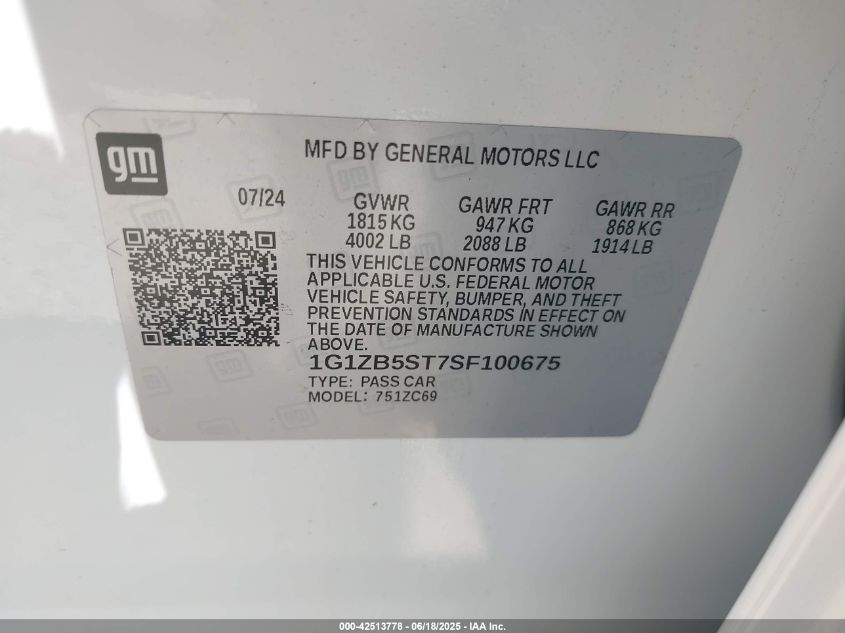 gm
MFD BY GENERAL MOTORS LLC
07/24
GVWR
1815 KG
4002 LB
GAWR FRT
947 KG
2088 LB
GAWR RR
868 KG
1914 LB
THIS VEHICLE CONFORMS TO ALL
APPLICABLE U.S. FEDERAL MOTOR
VEHICLE SAFETY, BUMPER, AND THEFT
PREVENTION STANDARDS IN EFFECT ON
THE DATE OF MANUFACTURE SHOWN
ABOVE.
1G1ZB5ST7SF100675
TYPE: PASS CAR
MODEL: 751ZC69
000-42513778 - 06/18/2025 - IAA Inc.